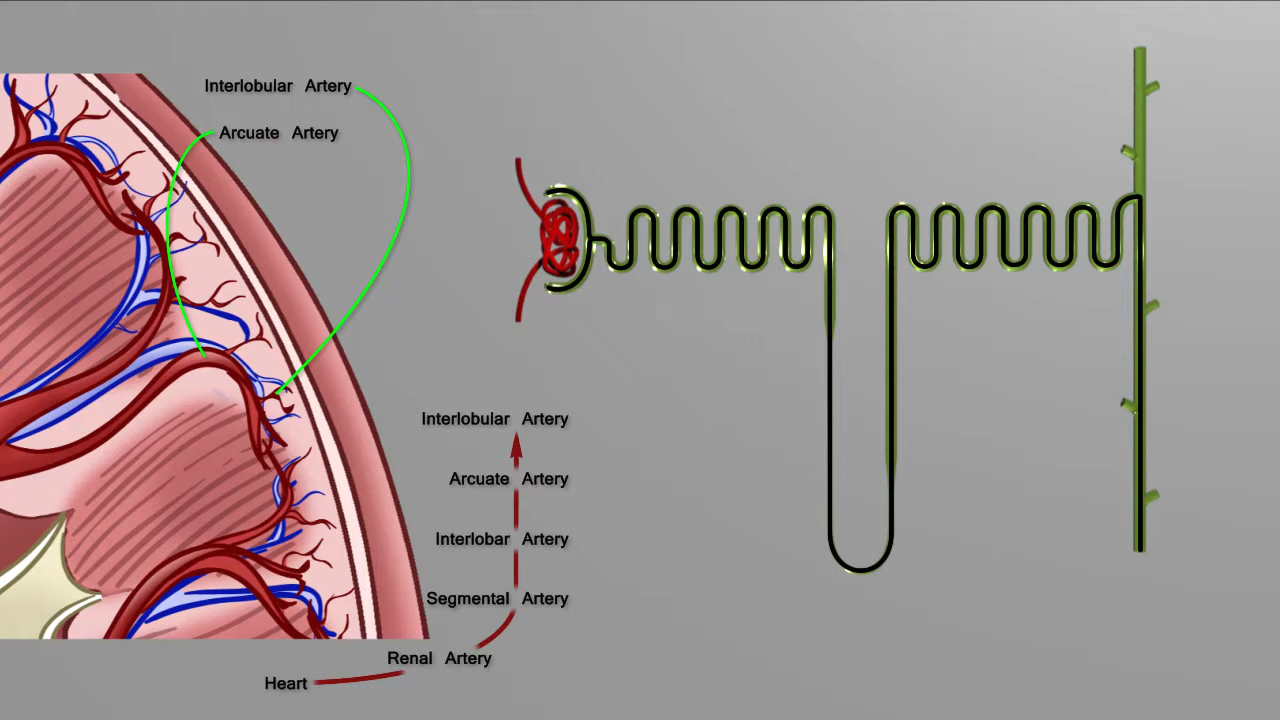 Interlobular Artery
Arcuate Artery
Interlobular Artery
Arcuate Artery
Interlobar Artery
Segmental Artery
Renal Artery
Heart